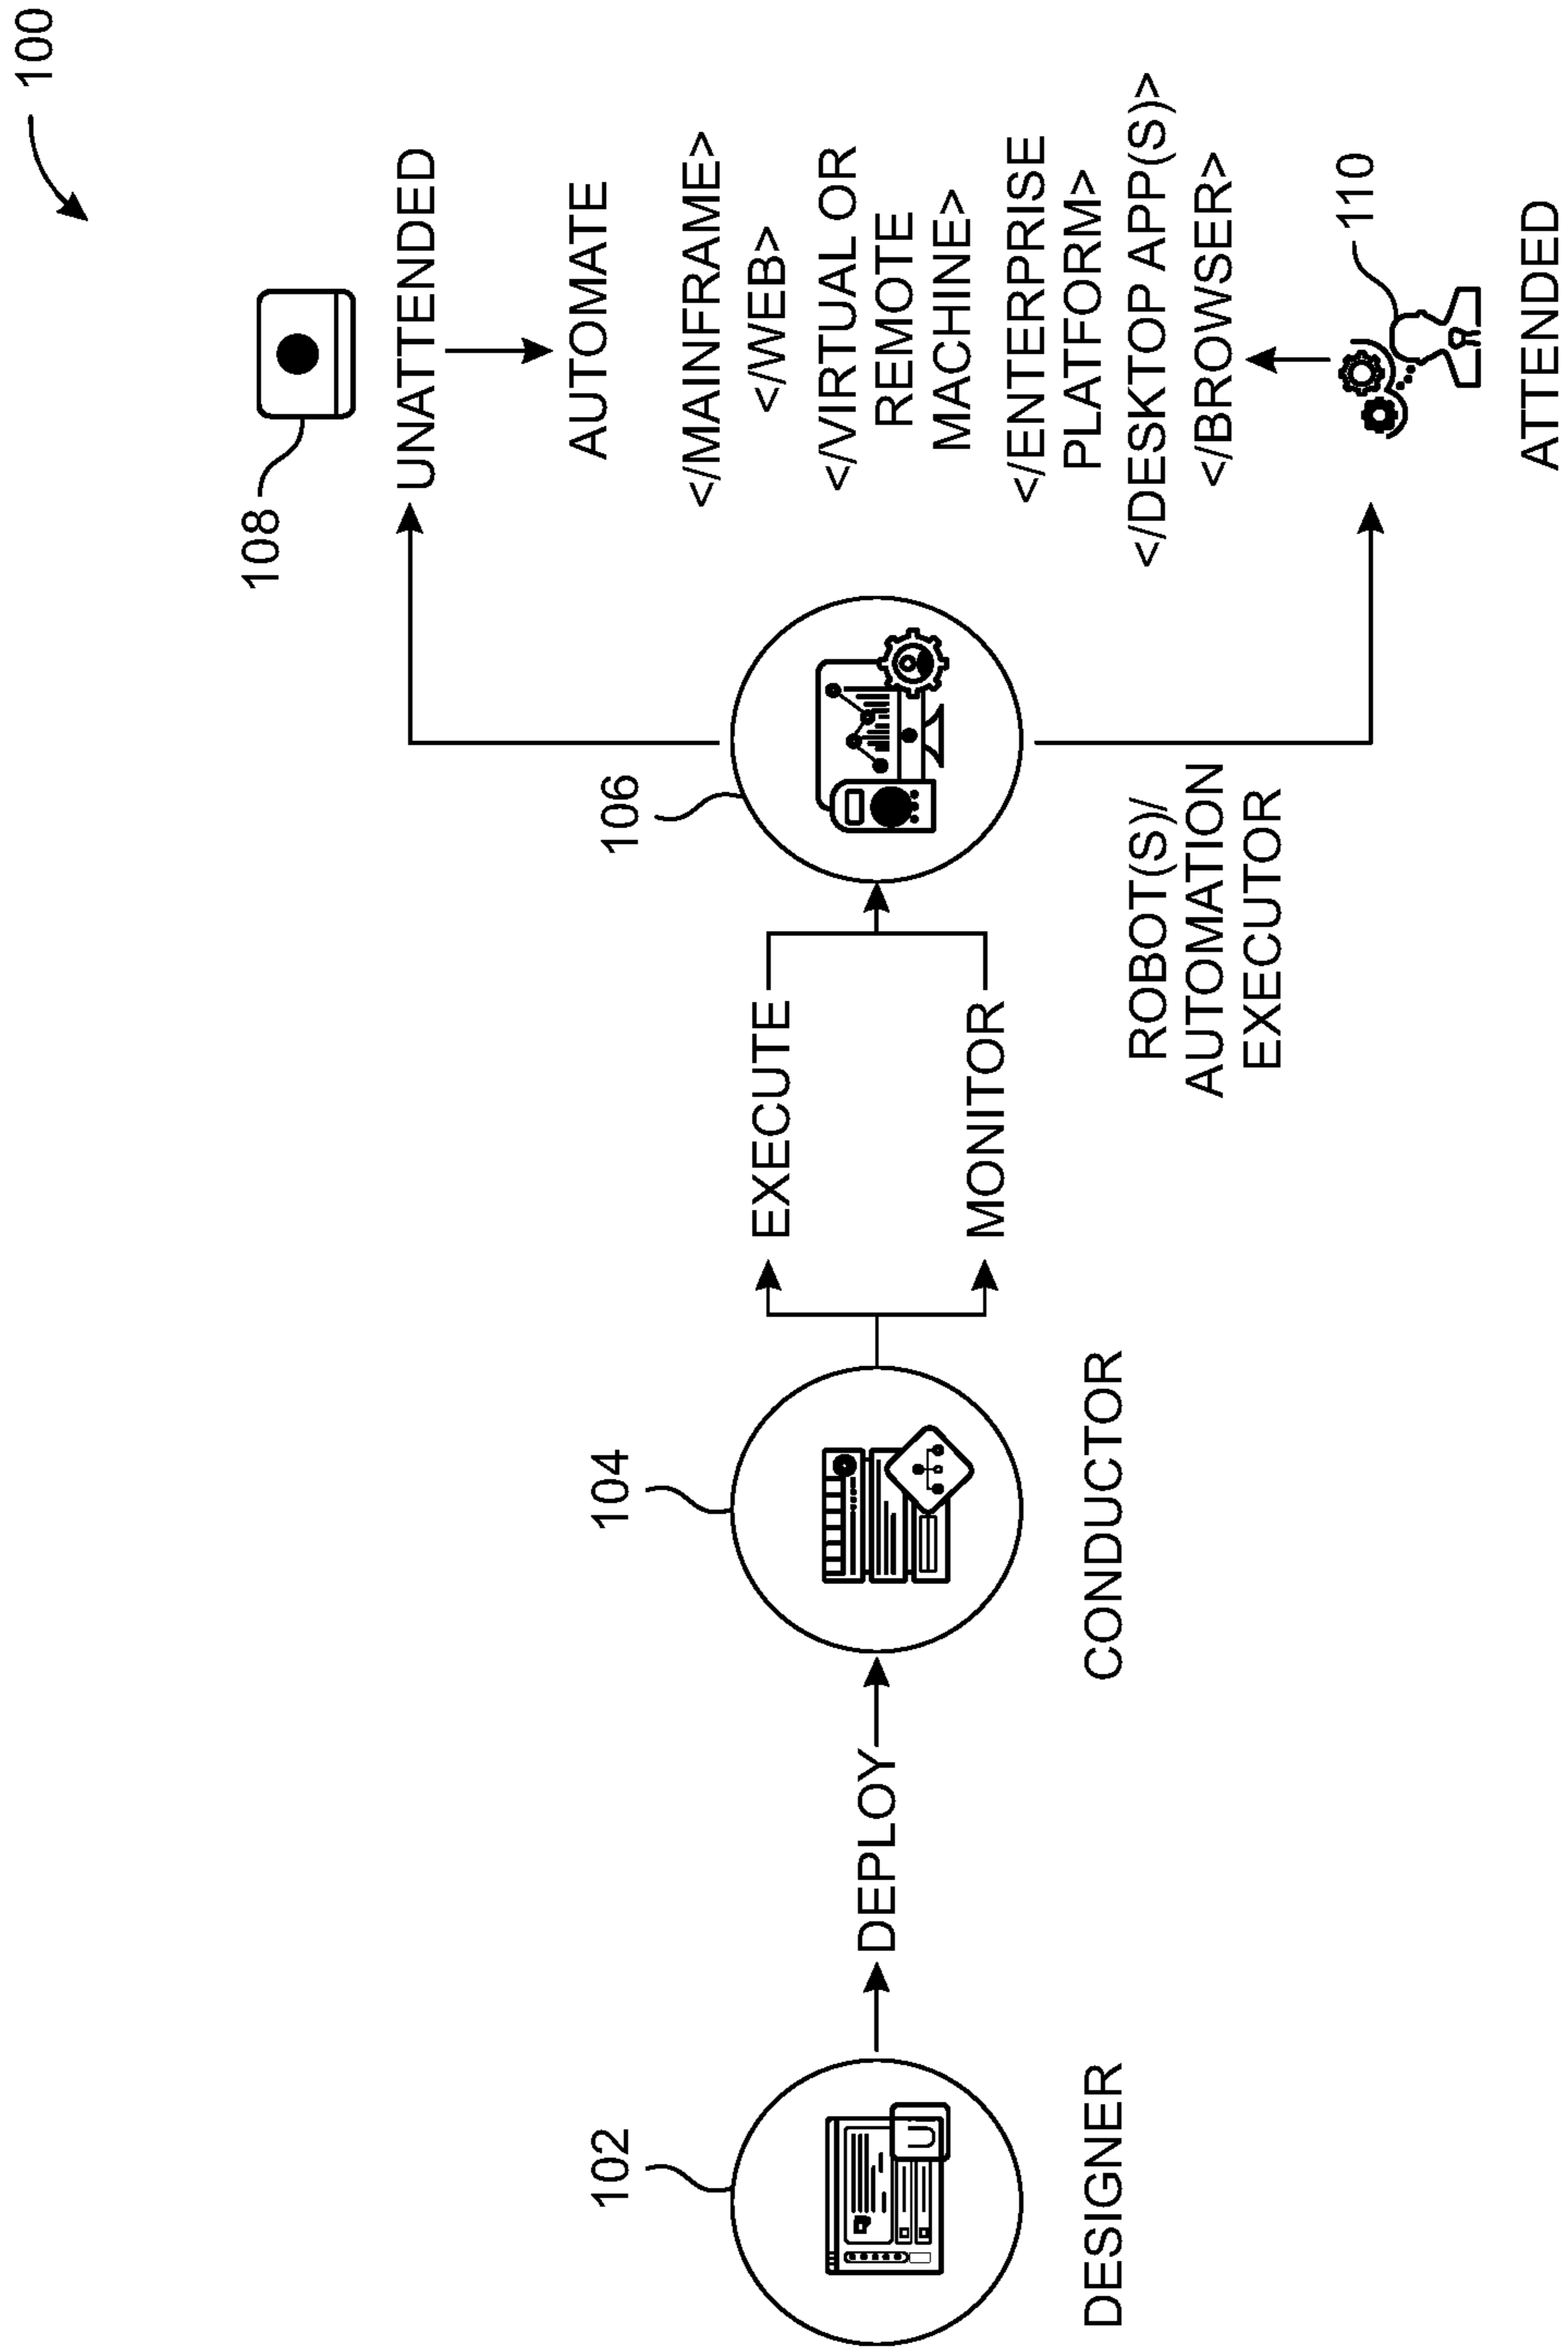 100
108
UNATTENDED
AUTOMATE
</MAINFRAME>
</WEB>
</VIRTUAL OR
REMOTE
MACHINE>
</ENTERPRISE
PLATFORM>
</DESKTOP APP(S)>
</BROWSER>
110
ATTENDED
102
DESIGNER
DEPLOY
104
CONDUCTOR
EXECUTE
MONITOR
106
ROBOT(S)/
AUTOMATION
EXECUTOR
U